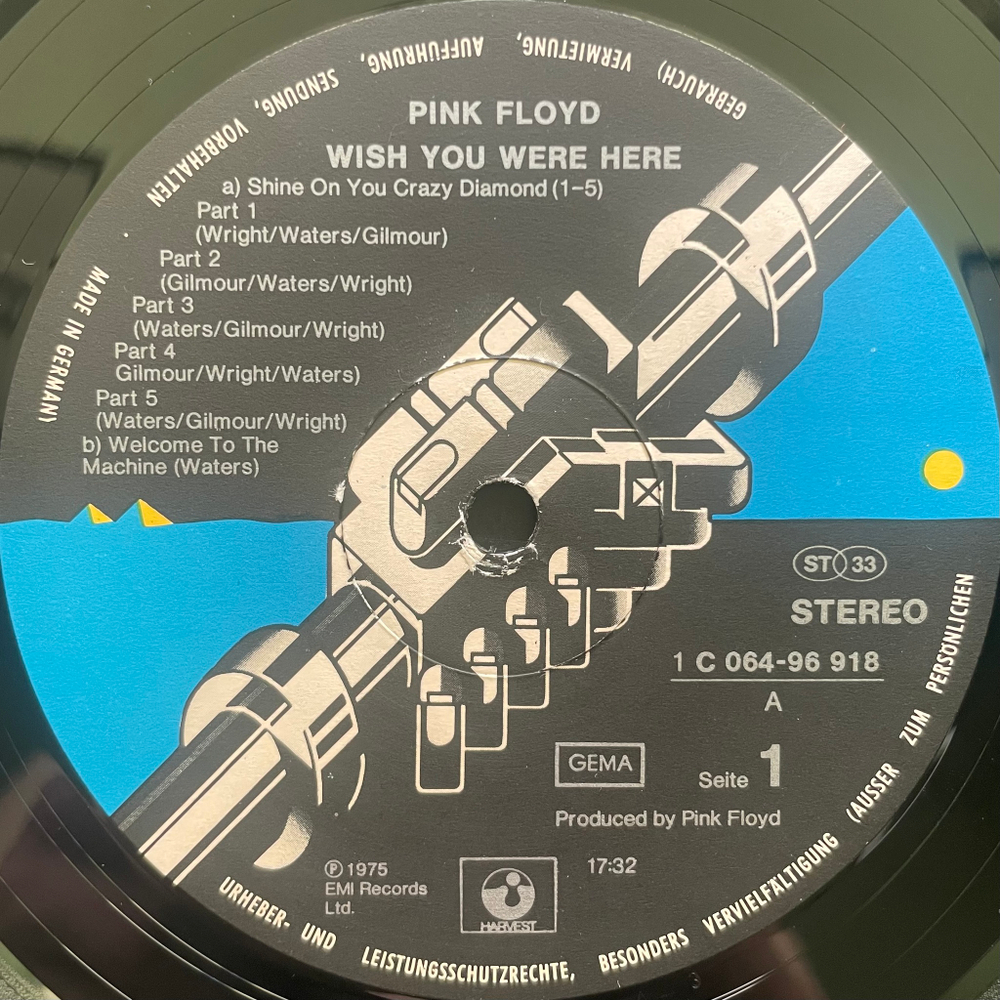 PINK FLOYD
WISH YOU WERE HERE
a) Shine On You Crazy Diamond (1-5)
Part 1
(Wright/Waters/Gilmour)
Part 2
(Gilmour/Waters/Wright)
Part 3
(Waters/Gilmour/Wright)
Part 4
Gilmour/Wright/Waters)
Part 5
(Waters/Gilmour/Wright)
b) Welcome To The
Machine (Waters)
ST 33
STEREO
1 C 064-96 918
A
GEMA
Seite 1
Produced by Pink Floyd
℗ 1975
EMI Records
Ltd.
HARVEST
17:32
MADE IN GERMANY
URHEBER- UND LEISTUNGSSCHUTZRECHTE, BESONDERS VERVIELFÄLTIGUNG (AUSSER ZUM PERSÖNLICHEN GEBRAUCH) VERMIETUNG, AUFFÜHRUNG, SENDUNG, VORBEHALTEN